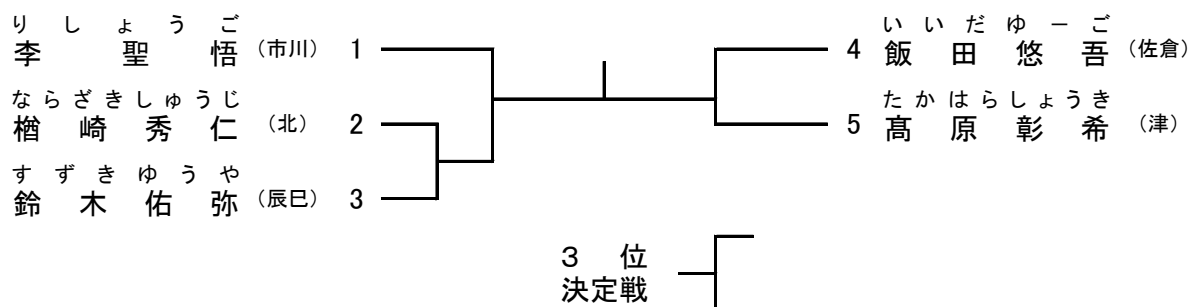 りしょうご
李聖悟 （市川） 1
ならざきしゅうじ
楢崎秀仁 （北） 2
すずきゆうや
鈴木佑弥 （辰巳） 3
いいだゆーご
4 飯田悠吾 （佐倉）
たかはらしょうき
5 髙原彰希 （津）
３位
決定戦